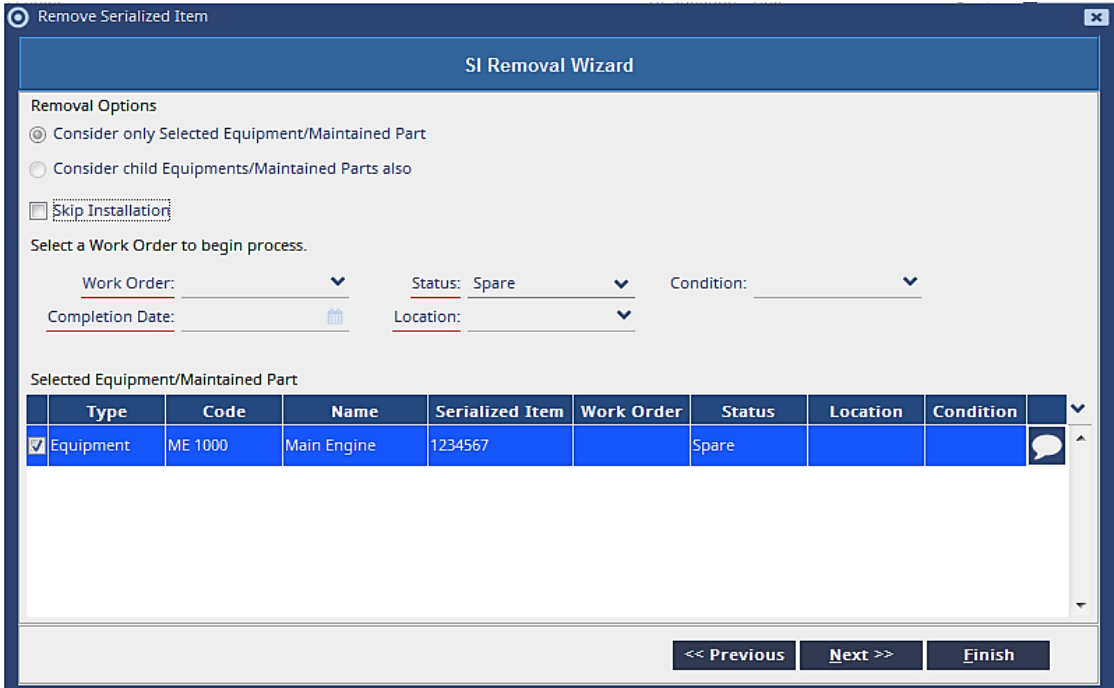 Remove Serialized Item
SI Removal Wizard
Removal Options
Consider only Selected Equipment/Maintained Part
Consider child Equipments/Maintained Parts also
Skip Installation
Select a Work Order to begin process.
Work Order: Status: Spare Condition:
Completion Date: Location:
Selected Equipment/Maintained Part
Type Code Name Serialized Item Work Order Status Location Condition
Equipment ME 1000 Main Engine 1234567 Spare
<< Previous Next >> Finish